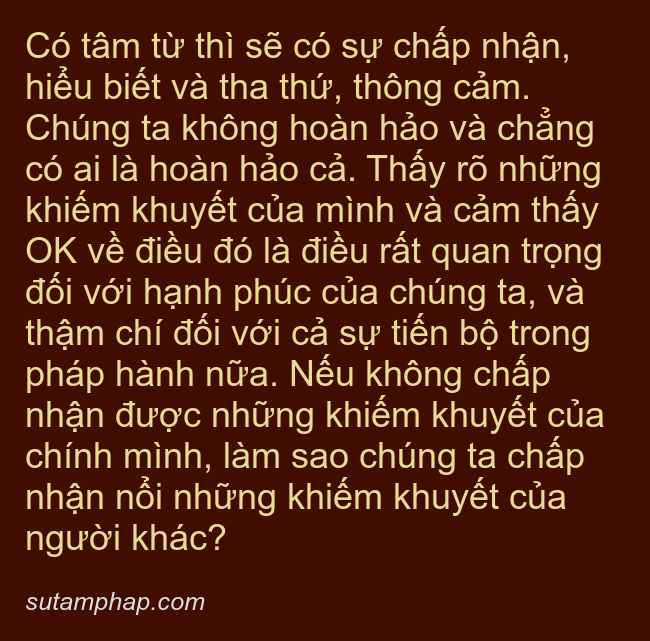 Có tâm từ thì sẽ có sự chấp nhận,
hiểu biết và tha thứ, thông cảm.
Chúng ta không hoàn hảo và chẳng
có ai là hoàn hảo cả. Thấy rõ những
khiếm khuyết của mình và cảm thấy
OK về điều đó là điều rất quan trọng
đối với hạnh phúc của chúng ta, và
thậm chí đối với cả sự tiến bộ trong
pháp hành nữa. Nếu không chấp
nhận được những khiếm khuyết của
chính mình, làm sao chúng ta chấp
nhận nổi những khiếm khuyết của
người khác?
sutamphap.com